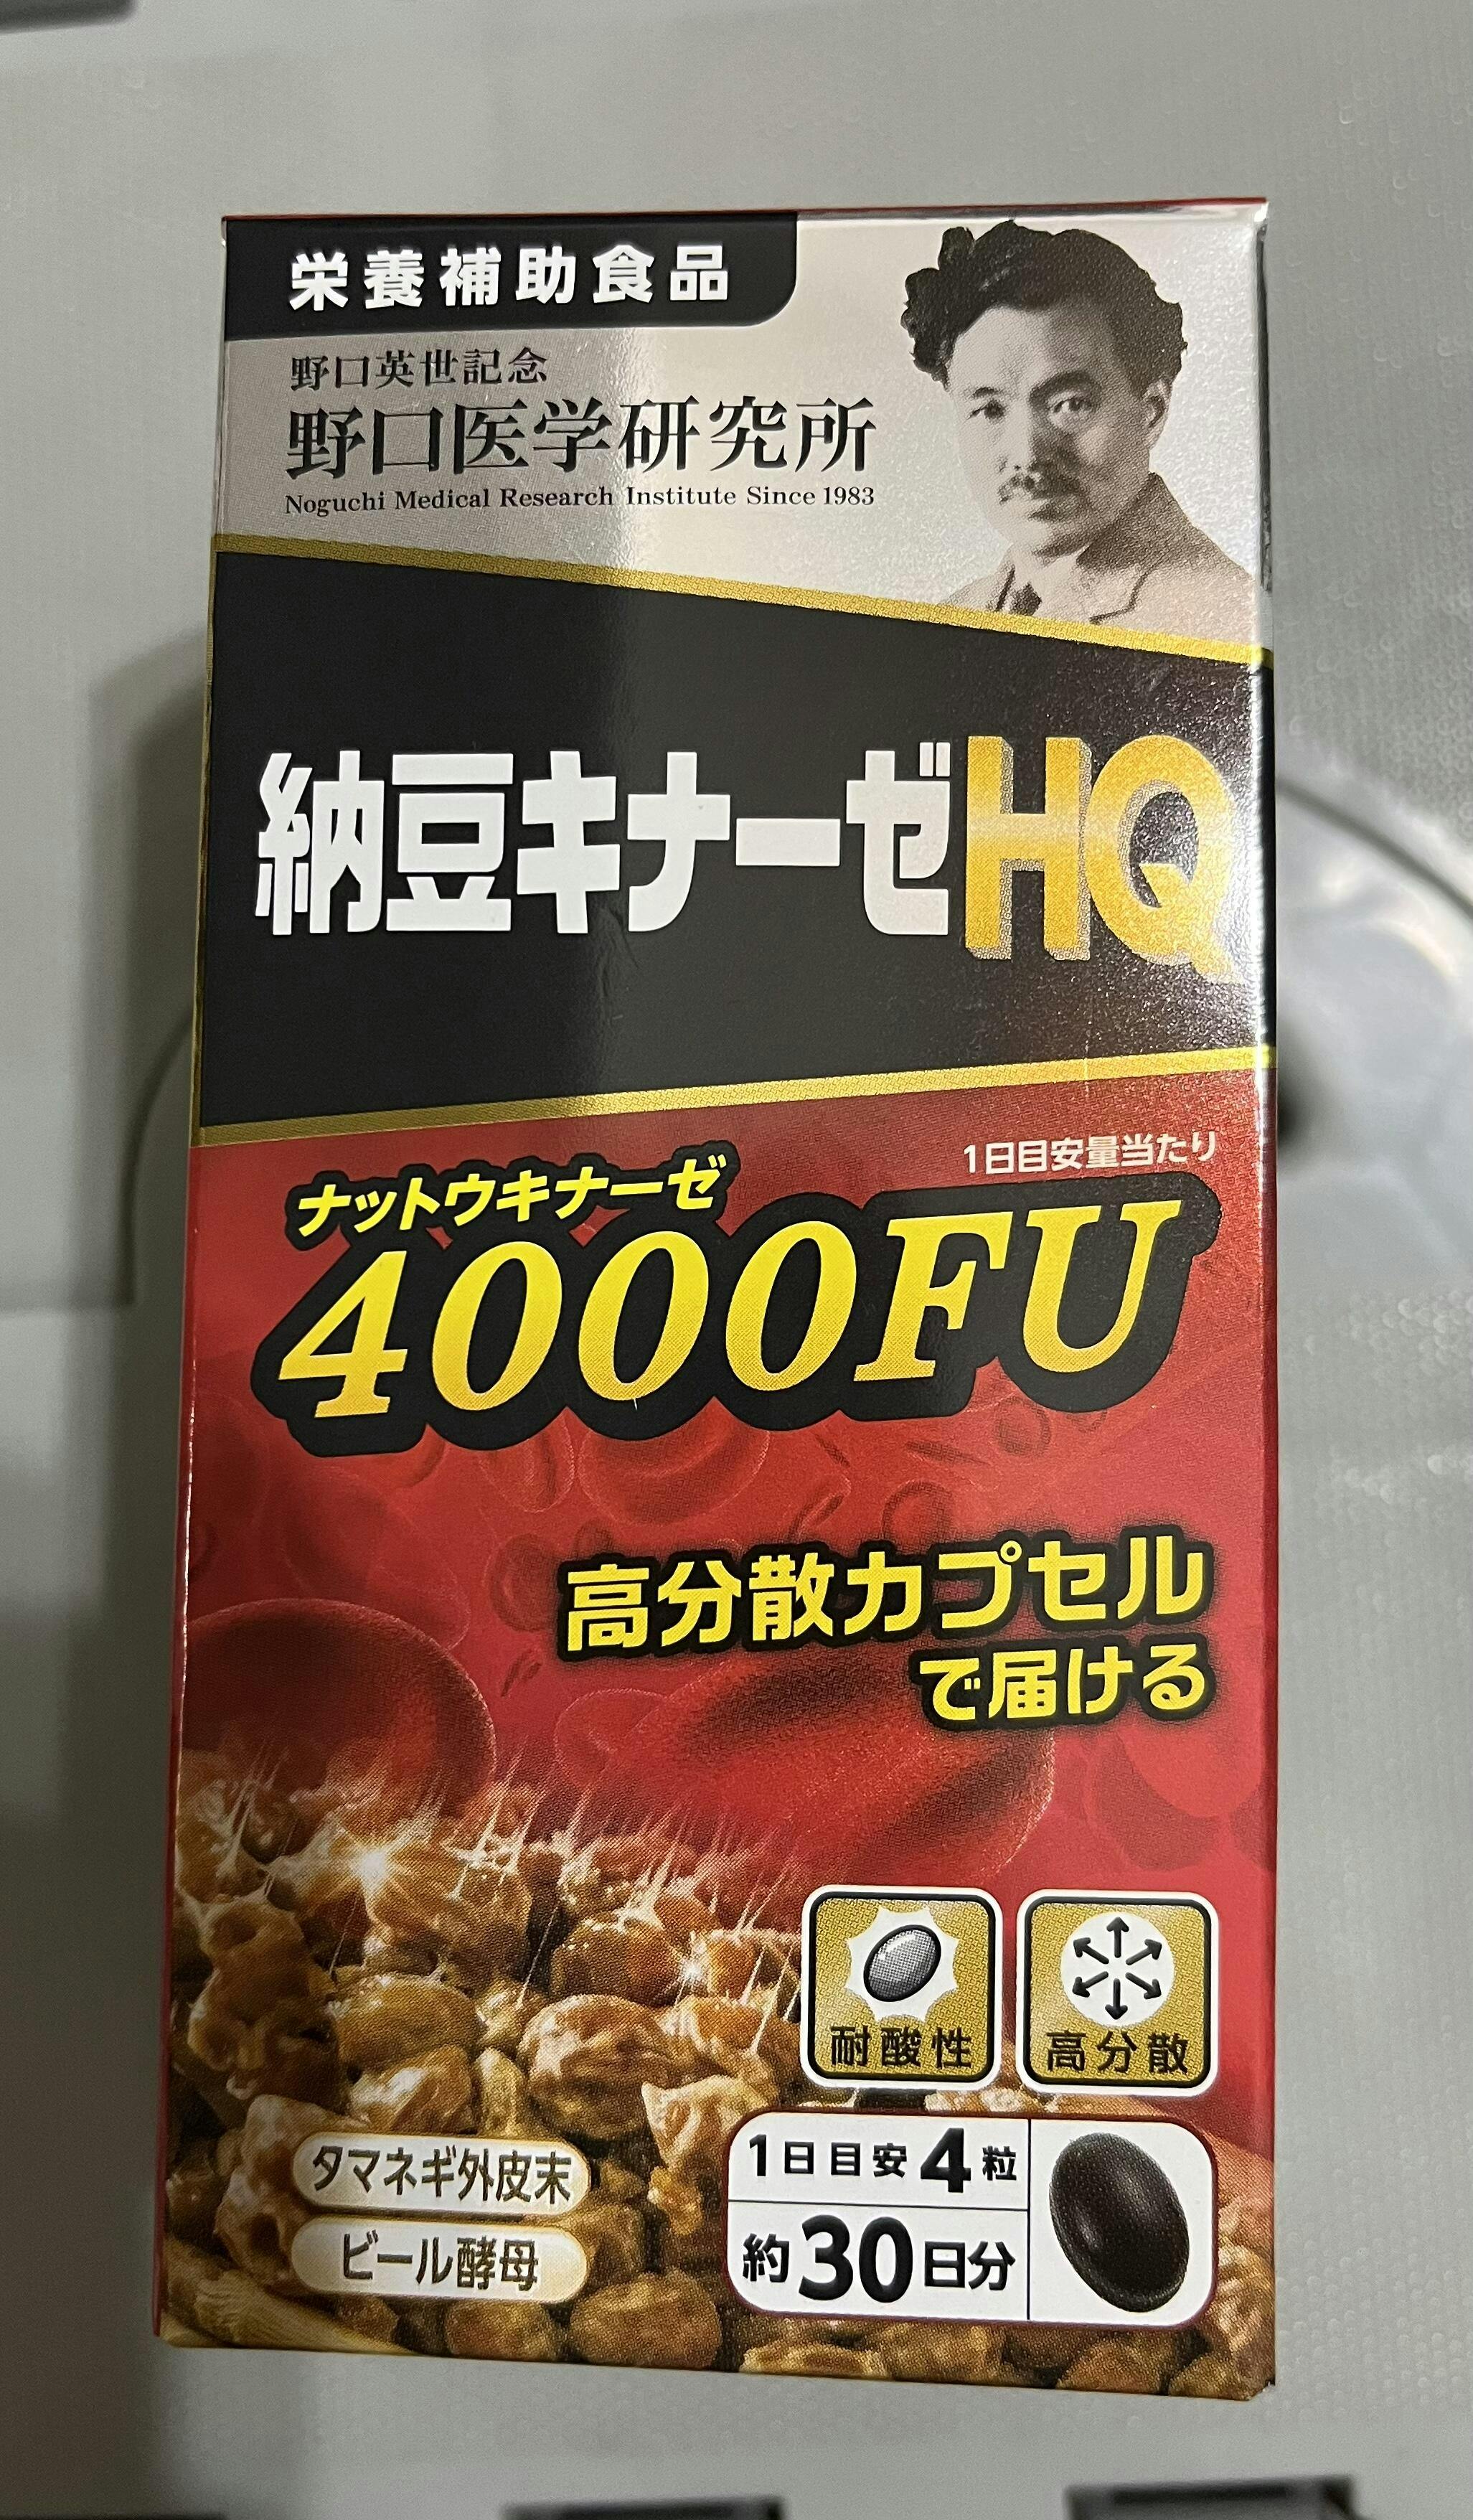 栄養補助食品
野口英世記念
野口医学研究所
Noguchi Medical Research Institute Since 1983
納豆キナーゼHQ
1日目安量当たり
ナットウキナーゼ
4000FU
高分散カプセル
で届ける
耐酸性
高分散
タマネギ外皮末
ビール酵母
1日目安4粒
約30日分